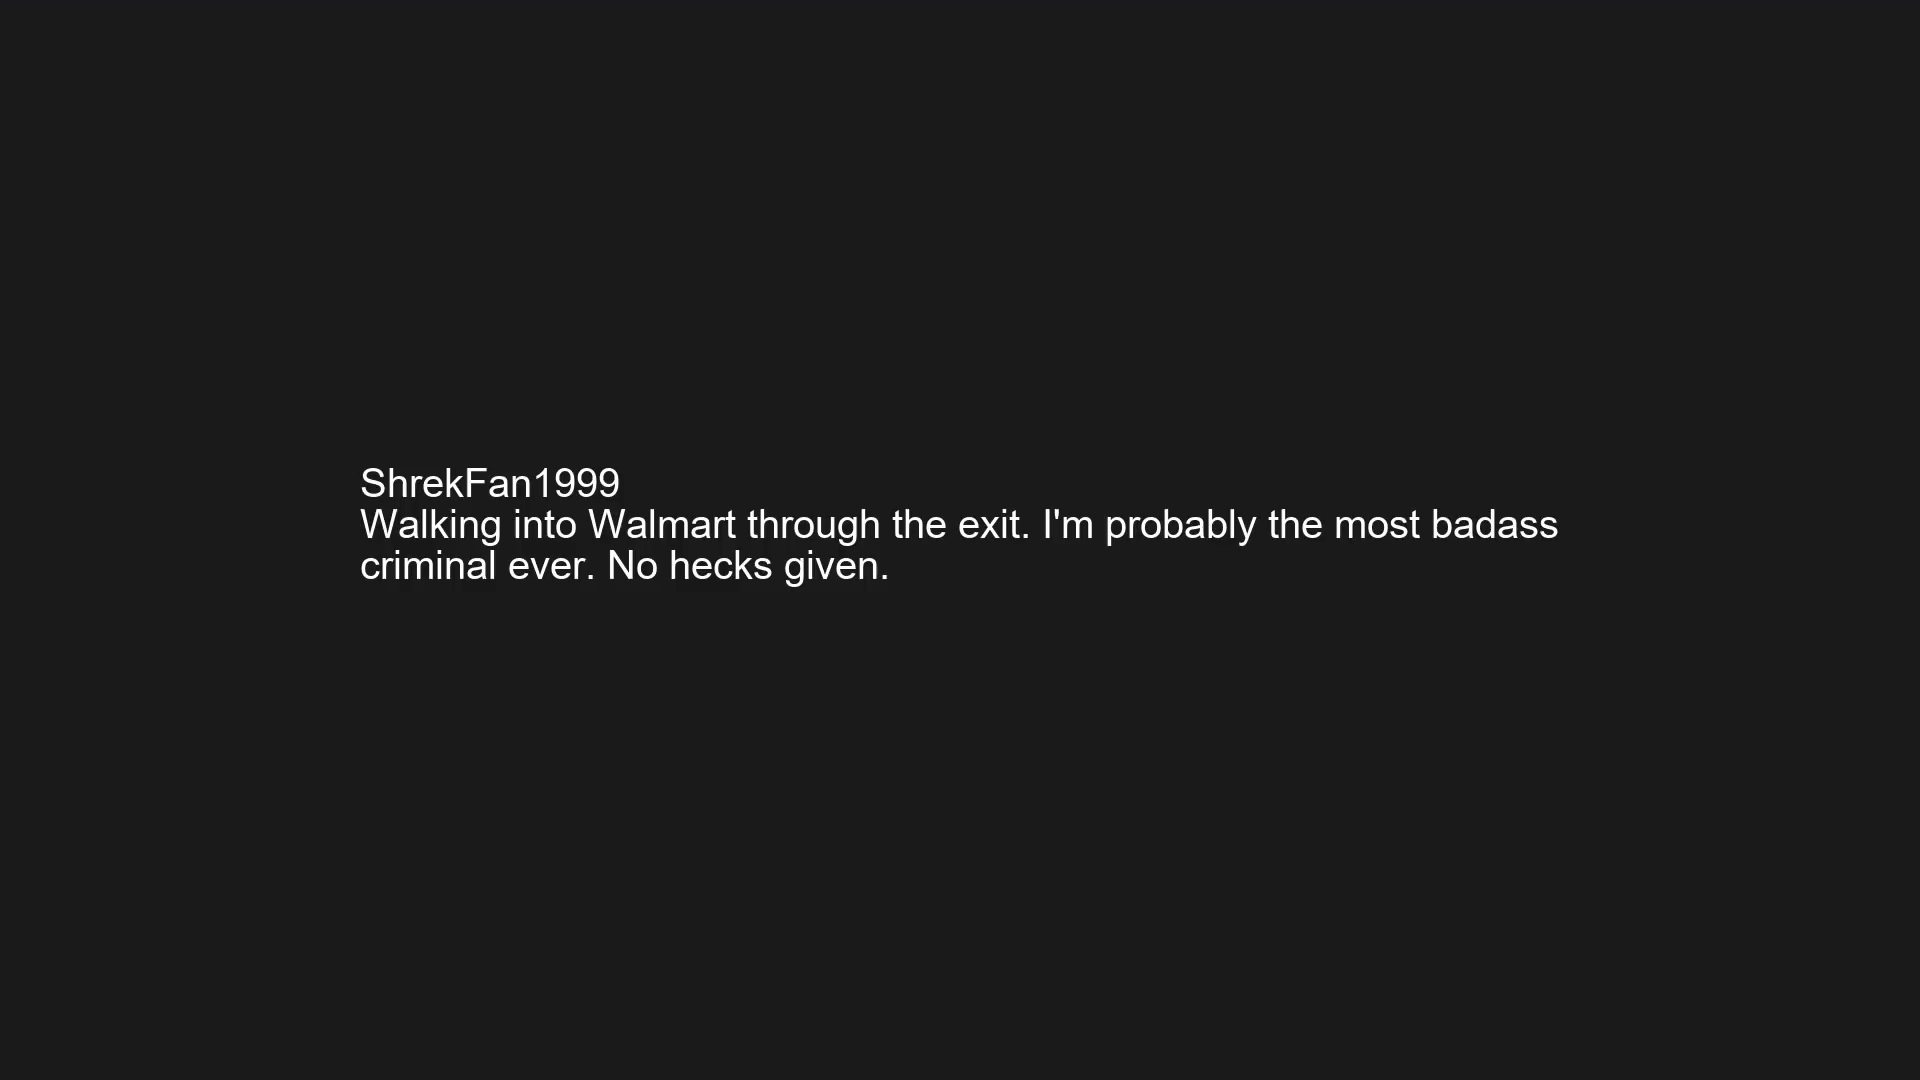 ShrekFan1999
Walking into Walmart through the exit. I'm probably the most badass
criminal ever. No hecks given.